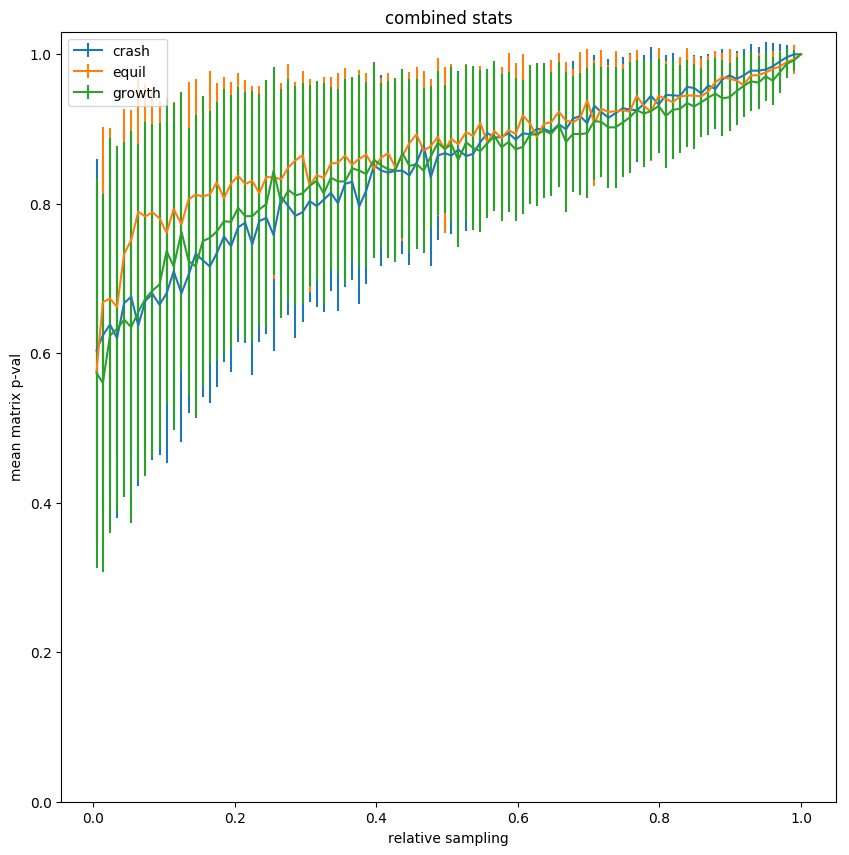 combined stats
crash
equil
growth
mean matrix p-val
1.0
0.8
0.6
0.4
0.2
0.0
0.0 0.2 0.4 0.6 0.8 1.0
relative sampling